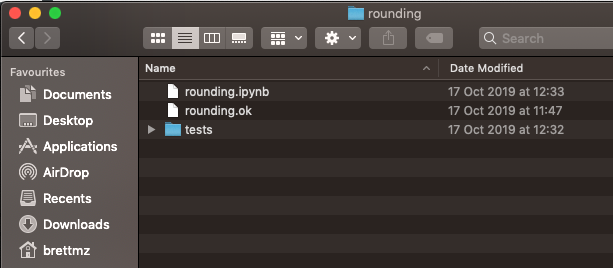 rounding
Search
Favourites
Documents
Desktop
Applications
AirDrop
Recents
Downloads
brettmz
Name Date Modified
rounding.ipynb 17 Oct 2019 at 12:33
rounding.ok 17 Oct 2019 at 11:47
tests 17 Oct 2019 at 12:32